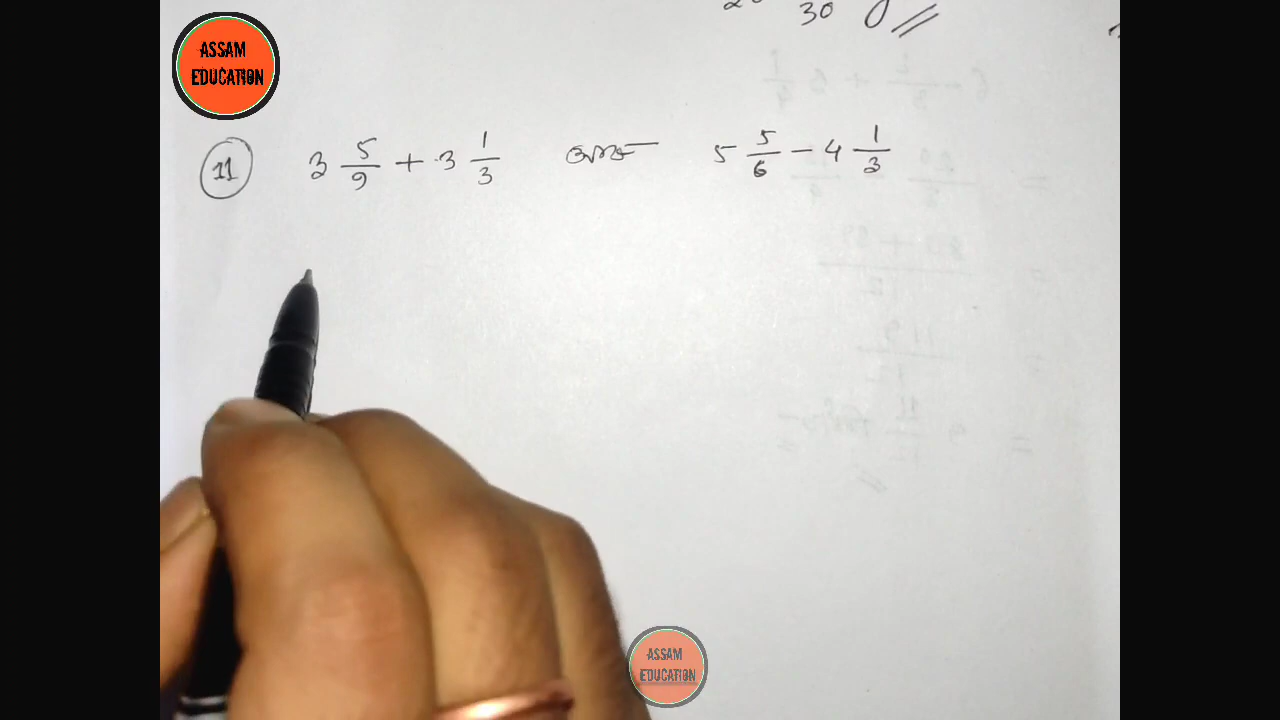 ASSAM
EDUCATION
20 30
11 3 5/9 + 3 1/3 আৰু 5 5/6 - 4 1/3
ASSAM
EDUCATION